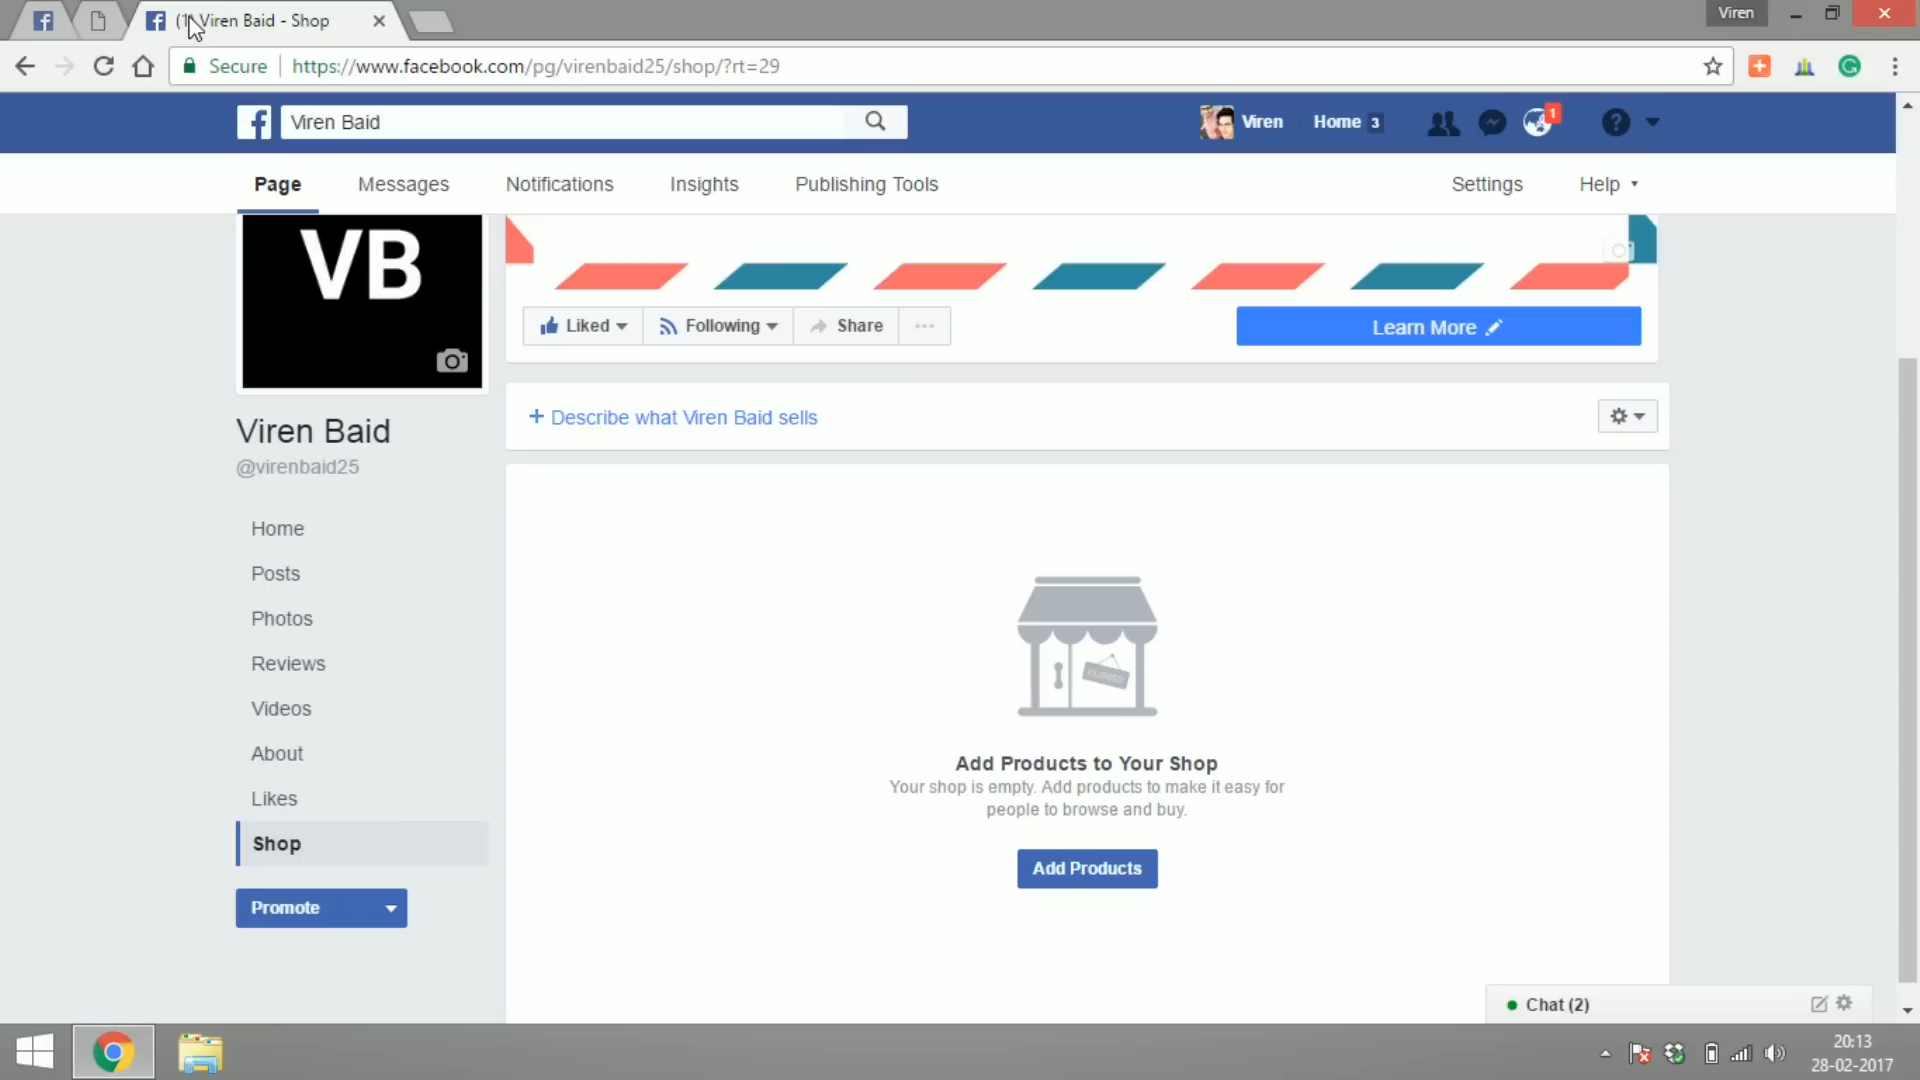 (1) Viren Baid - Shop
Viren
Secure https://www.facebook.com/pg/virenbaid25/shop/?rt=29
Viren Baid
Viren
Home 3
1
Page
Messages
Notifications
Insights
Publishing Tools
Settings
Help
VB
Liked
Following
Share
Learn More
+ Describe what Viren Baid sells
Viren Baid
@virenbaid25
Home
Posts
Photos
Reviews
Videos
About
Likes
Shop
Promote
CLOSED
Add Products to Your Shop
Your shop is empty. Add products to make it easy for
people to browse and buy.
Add Products
Chat (2)
20:13
28-02-2017